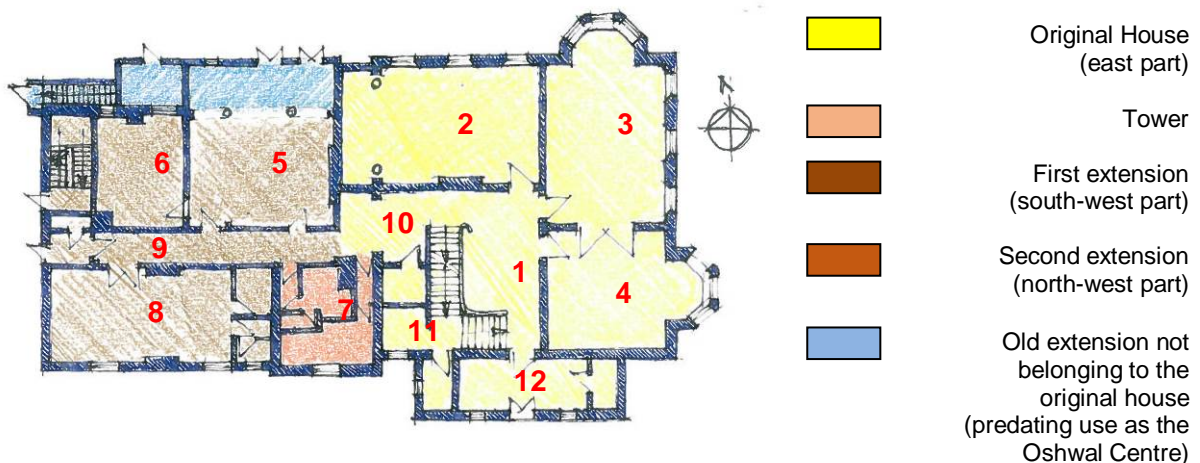 2
3
6
5
10
9
1
4
8
7
11
12
N
Original House
(east part)
Tower
First extension
(south-west part)
Second extension
(north-west part)
Old extension not
belonging to the
original house
(predating use as the
Oshwal Centre)